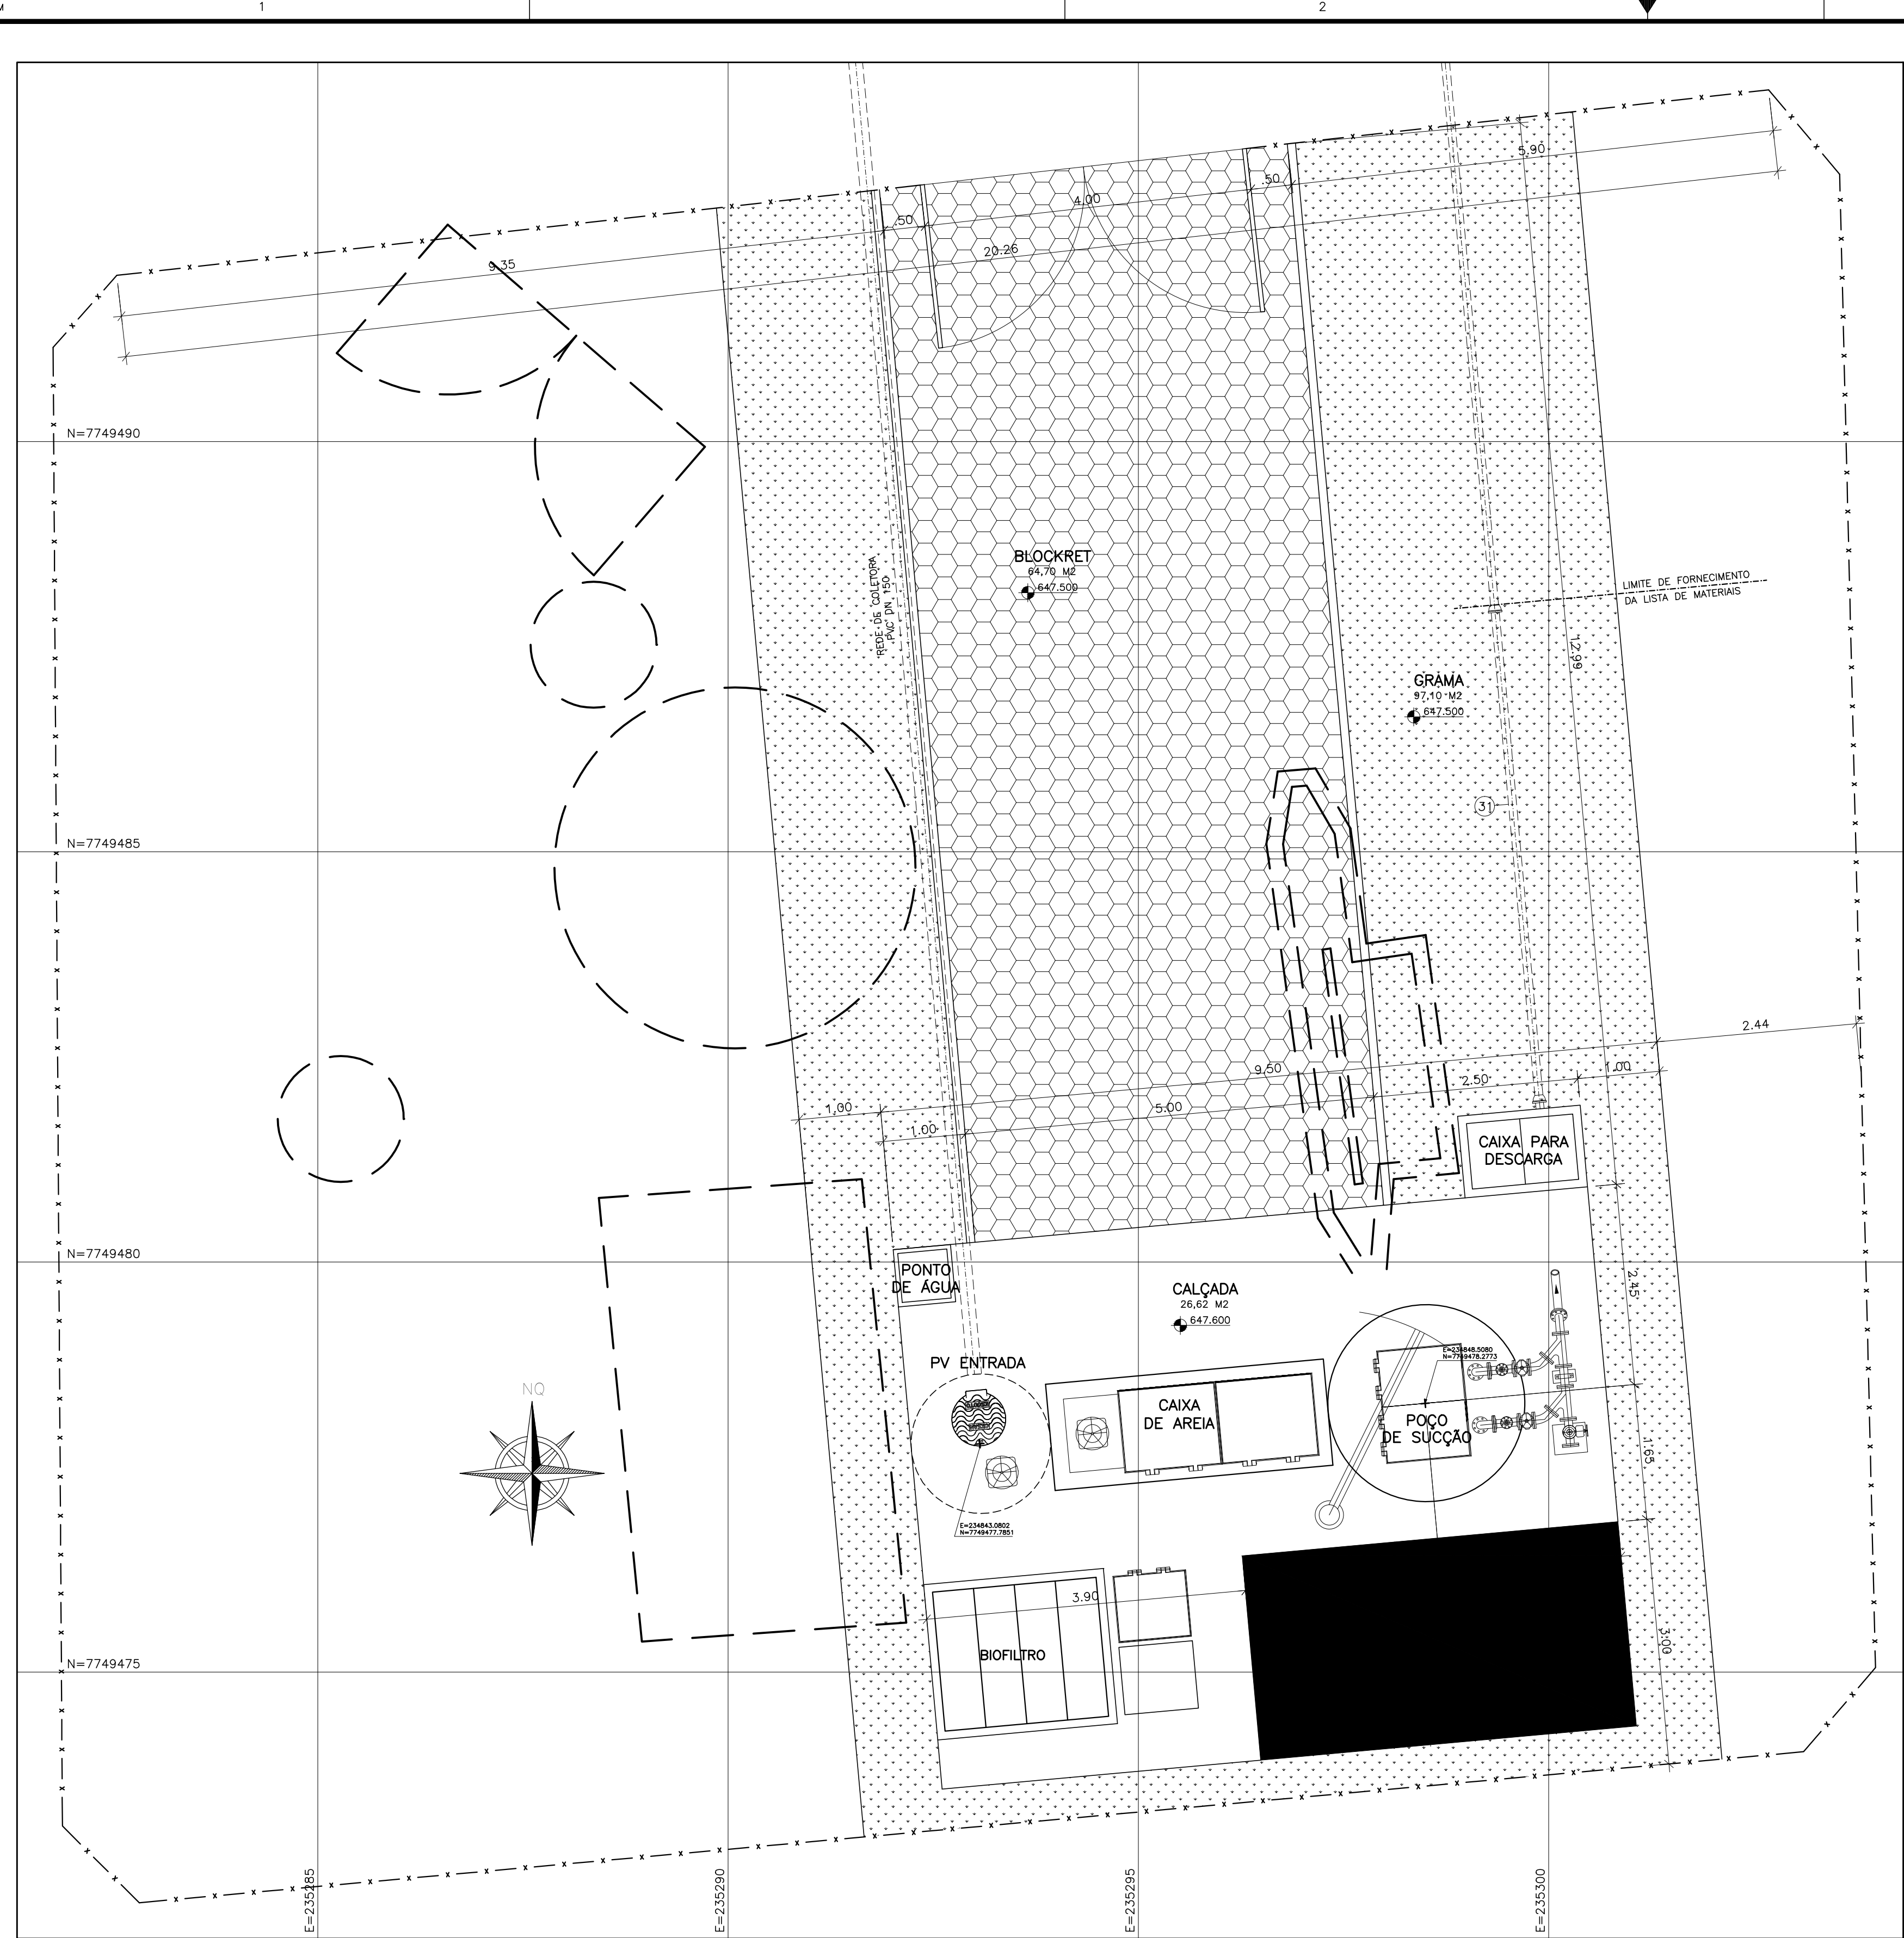 1
2
5.90
.50
4.00
.50
20.26
9.35
N=7749490
REDE DE COLETORA
PVC DN 150
BLOCKRET
64,70 M2
647.500
LIMITE DE FORNECIMENTO
DA LISTA DE MATERIAIS
12.99
GRAMA
97,10 M2
647.500
31
N=7749485
2.44
9.50
1.00
2.50
1.00
5.00
1.00
CAIXA PARA
DESCARGA
N=7749480
PONTO
DE ÁGUA
CALÇADA
26,62 M2
647.600
2.45
PV ENTRADA
E=234848.5080
N=7749478.2773
NQ
CAIXA
DE AREIA
POÇO
DE SUCÇÃO
1.65
E=234843.0802
N=7749477.7851
3.90
BIOFILTRO
3.00
N=7749475
E=235285
E=235290
E=235295
E=235300